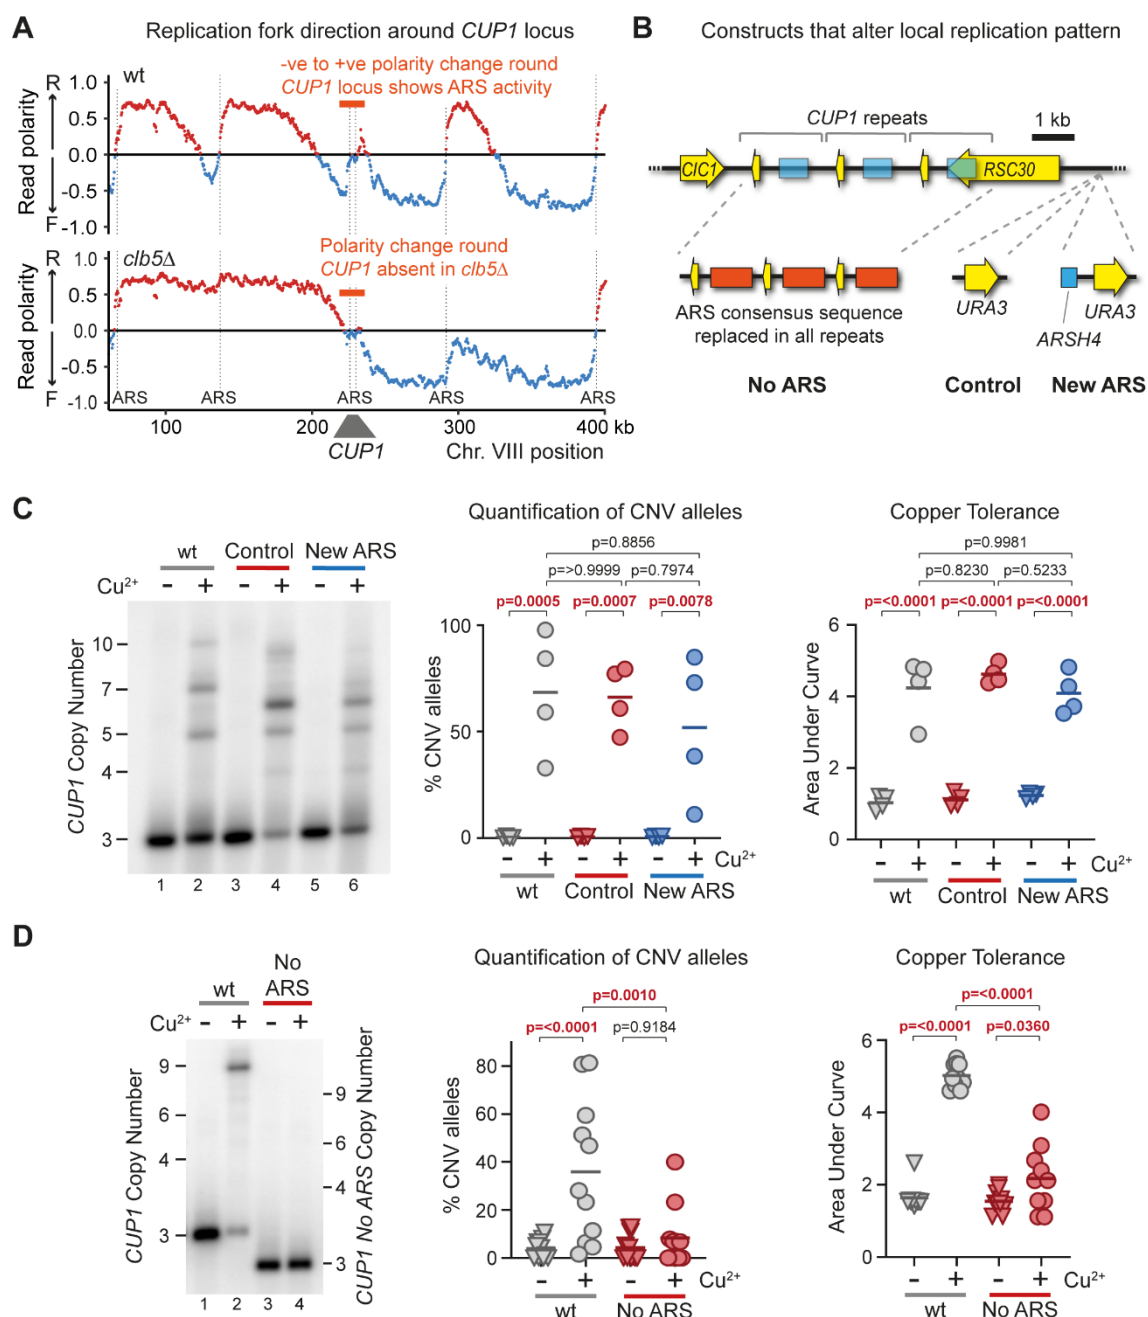 A
Replication fork direction around CUP1 locus
wt
-ve to +ve polarity change round
CUP1 locus shows ARS activity
R
Read polarity
F
1.0
0.5
0.0
-0.5
-1.0
clb5Δ
Polarity change round
CUP1 absent in clb5Δ
R
Read polarity
F
1.0
0.5
0.0
-0.5
-1.0
ARS
ARS
ARS
ARS
ARS
100
200
300
400 kb
CUP1
Chr. VIII position
B
Constructs that alter local replication pattern
CUP1 repeats
1 kb
CIC1
RSC30
ARS consensus sequence
replaced in all repeats
URA3
URA3
ARSH4
No ARS
Control
New ARS
C
wt
Control
New ARS
Cu²⁺
- + - + - +
CUP1 Copy Number
10
7
5
4
3
1 2 3 4 5 6
Quantification of CNV alleles
p=0.8856
p=>0.9999
p=0.7974
p=0.0005
p=0.0007
p=0.0078
% CNV alleles
100
50
0
- + - + - + Cu²⁺
wt
Control
New ARS
Copper Tolerance
p=0.9981
p=0.8230
p=0.5233
p=<0.0001
p=<0.0001
p=<0.0001
Area Under Curve
6
4
2
0
- + - + - + Cu²⁺
wt
Control
New ARS
D
wt
No
ARS
Cu²⁺
- + - +
CUP1 Copy Number
9
6
4
3
9
6
4
3
CUP1 No ARS Copy Number
1 2 3 4
Quantification of CNV alleles
p=0.0010
p=<0.0001
p=0.9184
% CNV alleles
80
60
40
20
0
- + - + Cu²⁺
wt
No ARS
Copper Tolerance
p=<0.0001
p=<0.0001
p=0.0360
Area Under Curve
6
4
2
0
- + - + Cu²⁺
wt
No ARS